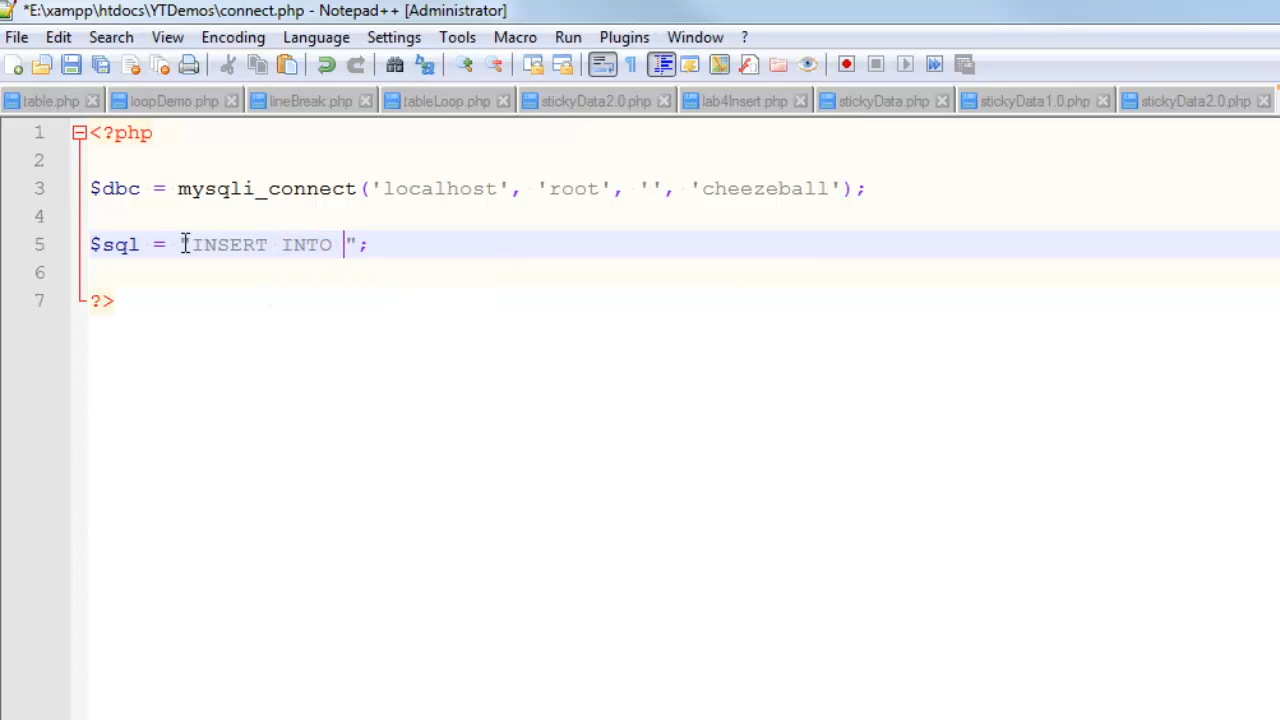 *E:\xampp\htdocs\YTDemos\connect.php - Notepad++ [Administrator]
File Edit Search View Encoding Language Settings Tools Macro Run Plugins Window ?
table.php loopDemo.php lineBreak.php tableLoop.php stickyData2.0.php lab4Insert.php stickyData.php stickyData1.0.php stickyData2.0.php
1 <?php
2
3 $dbc = mysqli_connect('localhost', 'root', '', 'cheezeball');
4
5 $sql = "INSERT INTO ";
6
7 ?>